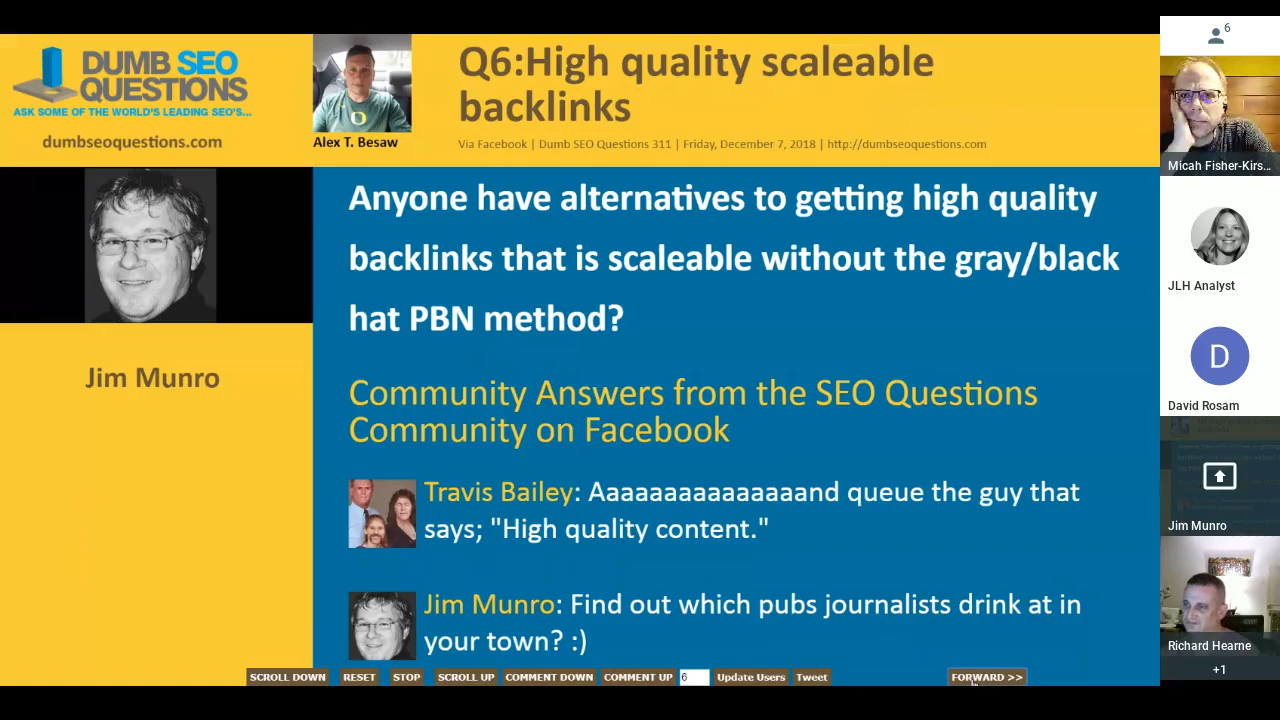 DUMB SEO
QUESTIONS
ASK SOME OF THE WORLD'S LEADING SEO'S...
dumbseoquestions.com
Alex T. Besaw
Q6:High quality scaleable
backlinks
Via Facebook | Dumb SEO Questions 311 | Friday, December 7, 2018 | http://dumbseoquestions.com
Jim Munro
Anyone have alternatives to getting high quality
backlinks that is scaleable without the gray/black
hat PBN method?
Community Answers from the SEO Questions
Community on Facebook
Travis Bailey: Aaaaaaaaaaaaaaand queue the guy that
says; "High quality content."
Jim Munro: Find out which pubs journalists drink at in
your town? :)
SCROLL DOWN RESET STOP SCROLL UP COMMENT DOWN COMMENT UP 6 Update Users Tweet FORWARD >>
6
Micah Fisher-Kirs...
JLH Analyst
D
David Rosam
Jim Munro
Richard Hearne
+1